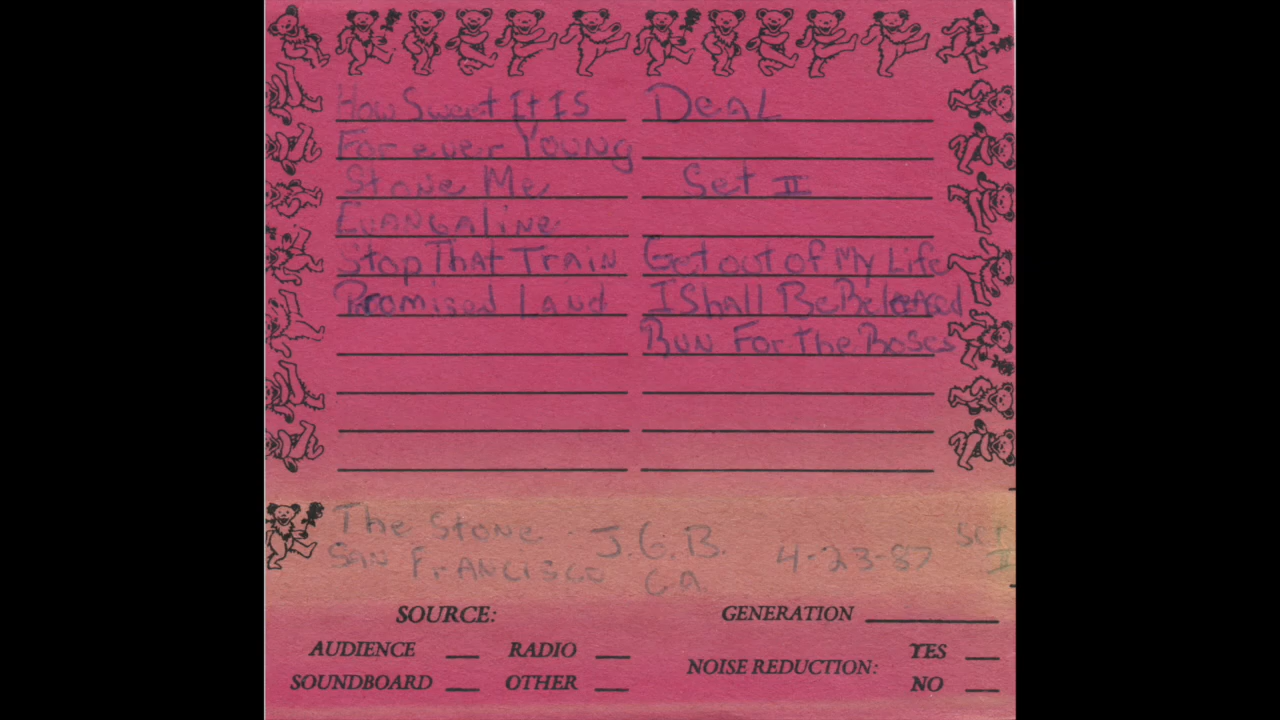 How Sweet It IS
Forever Young
Stone Me
Evangaline
Stop That Train
Promised Land
Deal
Set II
Get out of My Life
I Shall Be Released
Run For The Roses
The Stone
San Francisco CA.
J.G.B.
4-23-87
Set I
SOURCE:
AUDIENCE
RADIO
SOUNDBOARD
OTHER
GENERATION
NOISE REDUCTION:
YES
NO